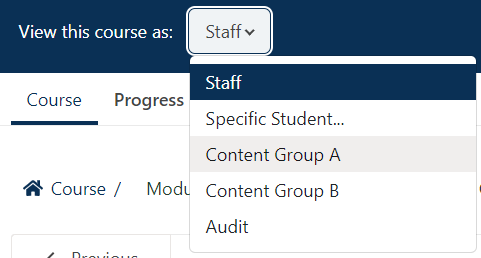 View this course as: Staff
Staff
Course Progress
Specific Student...
Content Group A
Course / Modu
Content Group B
Audit
Previous